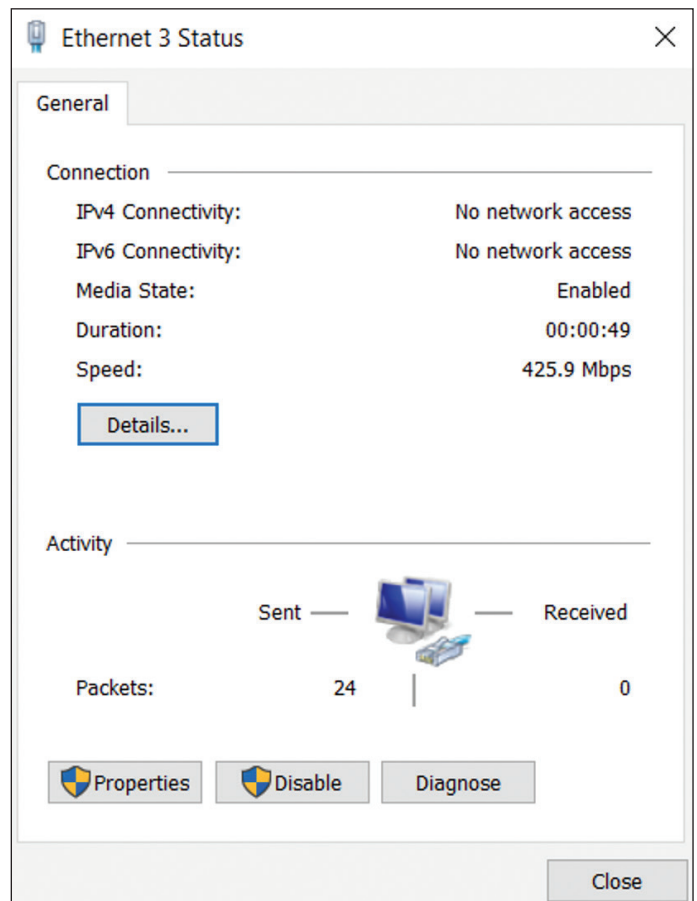 Ethernet 3 Status
General
Connection
IPv4 Connectivity: No network access
IPv6 Connectivity: No network access
Media State: Enabled
Duration: 00:00:49
Speed: 425.9 Mbps
Details...
Activity
Sent Received
Packets: 24 0
Properties Disable Diagnose
Close